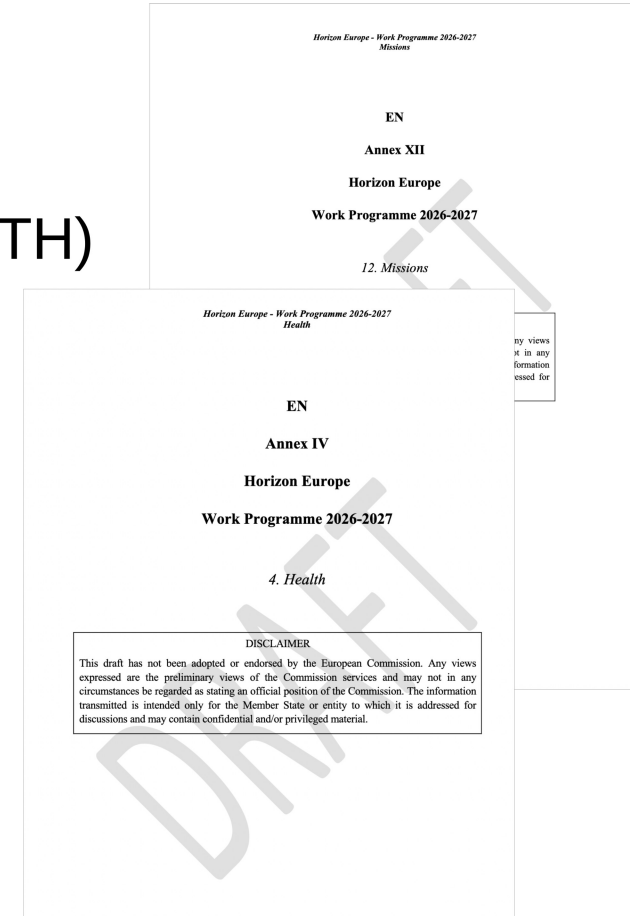 Horizon Europe - Work Programme 2026-2027
Missions
EN
Annex XII
Horizon Europe
Work Programme 2026-2027
12. Missions
TH)
ny views
ot in any
formation
essed for
Horizon Europe - Work Programme 2026-2027
Health
EN
Annex IV
Horizon Europe
Work Programme 2026-2027
4. Health
DISCLAIMER
This draft has not been adopted or endorsed by the European Commission. Any views
expressed are the preliminary views of the Commission services and may not in any
circumstances be regarded as stating an official position of the Commission. The information
transmitted is intended only for the Member State or entity to which it is addressed for
discussions and may contain confidential and/or privileged material.
DRAFT